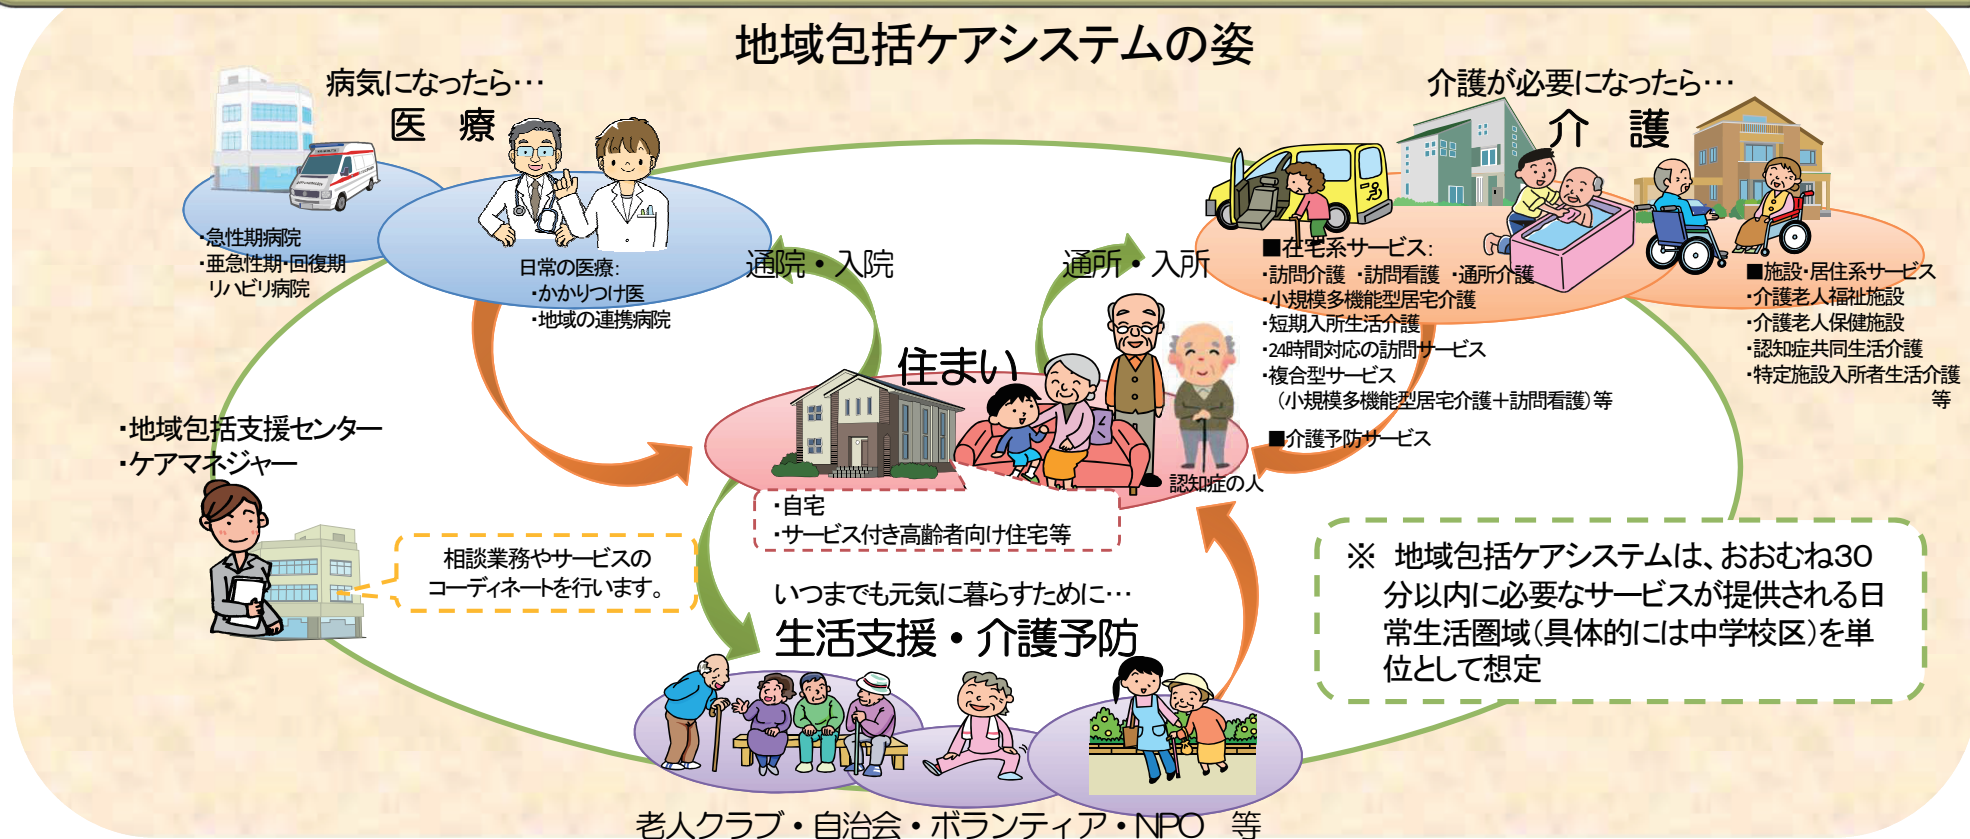 地域包括ケアシステムの姿
病気になったら…
医　療
・急性期病院
・亜急性期・回復期
リハビリ病院
日常の医療：
・かかりつけ医
・地域の連携病院
通院・入院
通所・入所
介護が必要になったら…
介　護
■在宅系サービス：
・訪問介護 ・訪問看護 ・通所介護
・小規模多機能型居宅介護
・短期入所生活介護
・24時間対応の訪問サービス
・複合型サービス
（小規模多機能型居宅介護＋訪問看護）等
■介護予防サービス
■施設・居住系サービス
・介護老人福祉施設
・介護老人保健施設
・認知症共同生活介護
・特定施設入所者生活介護
等
住まい
認知症の人
・自宅
・サービス付き高齢者向け住宅等
・地域包括支援センター
・ケアマネジャー
相談業務やサービスの
コーディネートを行います。
いつまでも元気に暮らすために…
生活支援・介護予防
老人クラブ・自治会・ボランティア・NPO　等
※　地域包括ケアシステムは、おおむね30
分以内に必要なサービスが提供される日
常生活圏域（具体的には中学校区）を単
位として想定